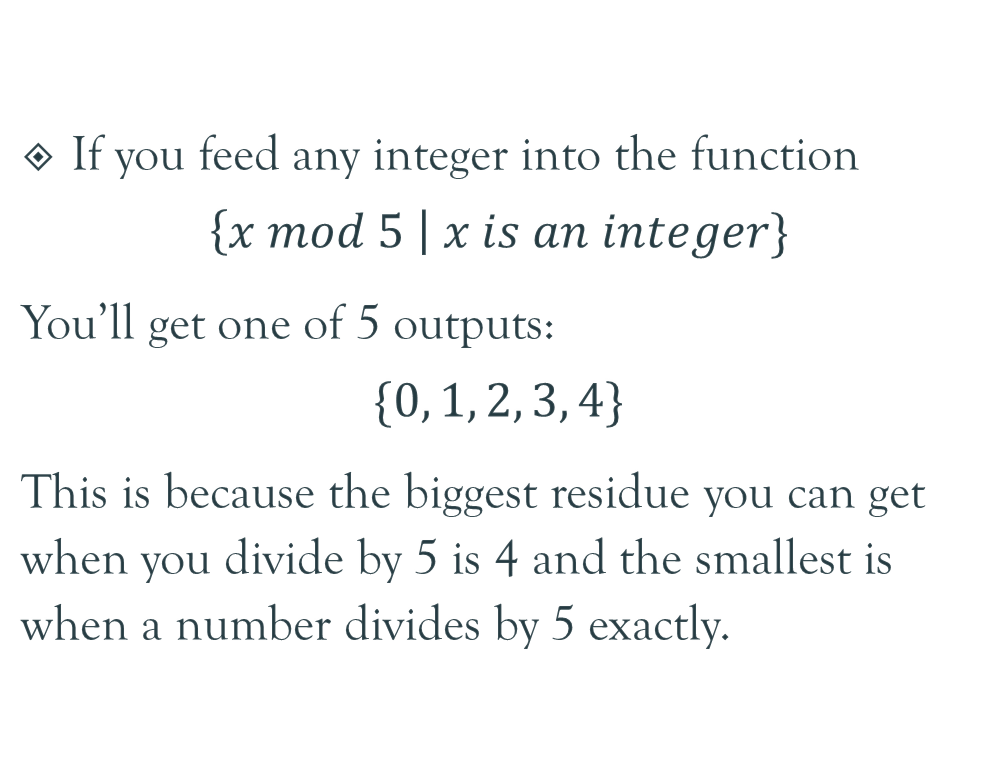 ◈ If you feed any integer into the function
{x mod 5 | x is an integer}
You’ll get one of 5 outputs:
{0, 1, 2, 3, 4}
This is because the biggest residue you can get
when you divide by 5 is 4 and the smallest is
when a number divides by 5 exactly.